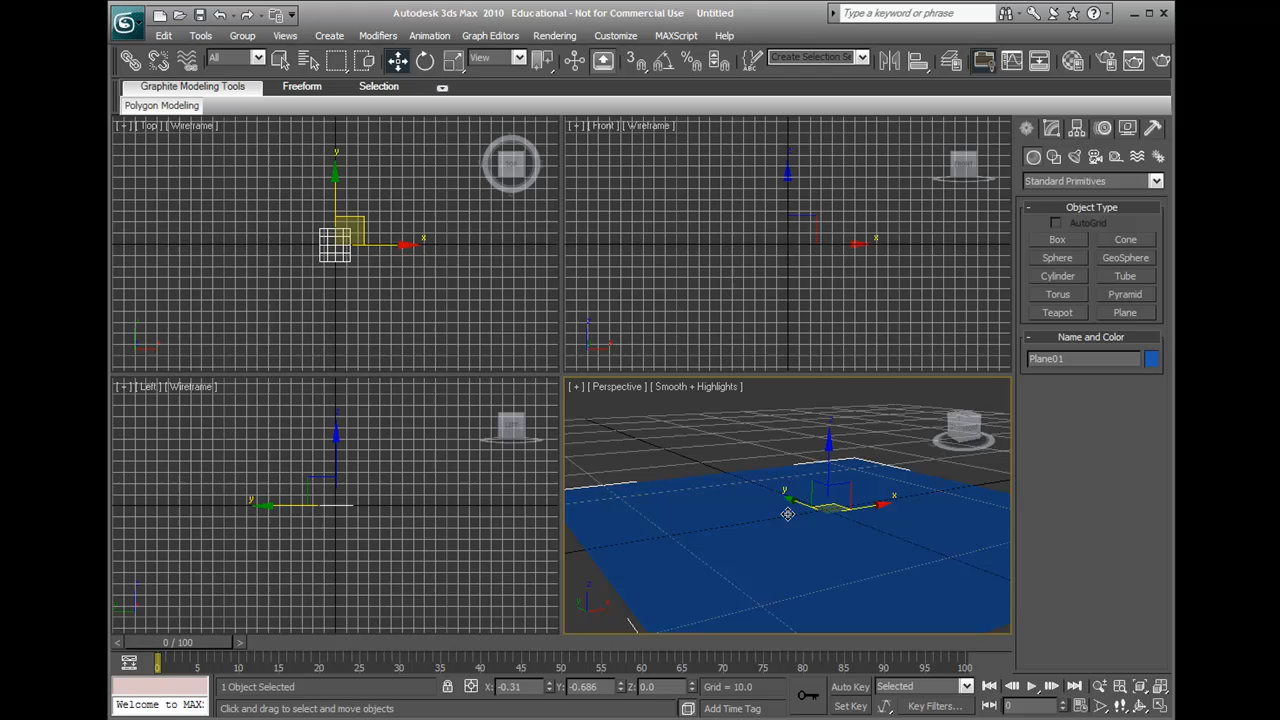 Autodesk 3ds Max 2010   Educational - Not for Commercial Use   Untitled
Type a keyword or phrase
Edit Tools Group Views Create Modifiers Animation Graph Editors Rendering Customize MAXScript Help
All View Create Selection Se
Graphite Modeling Tools Freeform Selection
Polygon Modeling
[ + ] [ Top ] [ Wireframe ]
[ + ] [ Front ] [ Wireframe ]
TOP
FRONT
y
x
z
x
Standard Primitives
- Object Type
AutoGrid
Box Cone
Sphere GeoSphere
Cylinder Tube
Torus Pyramid
Teapot Plane
- Name and Color
Plane01
[ + ] [ Left ] [ Wireframe ]
[ + ] [ Perspective ] [ Smooth + Highlights ]
LEFT
z
y
z
y
x
< 0 / 100 >
0 5 10 15 20 25 30 35 40 45 50 55 60 65 70 75 80 85 90 95 100
1 Object Selected X: -0.31 Y: -0.686 Z: 0.0 Grid = 10.0 Auto Key Selected
Welcome to MAX: Click and drag to select and move objects Add Time Tag Set Key Key Filters... 0